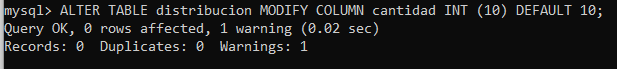 mysql> ALTER TABLE distribucion MODIFY COLUMN cantidad INT (10) DEFAULT 10;
Query OK, 0 rows affected, 1 warning (0.02 sec)
Records: 0  Duplicates: 0  Warnings: 1